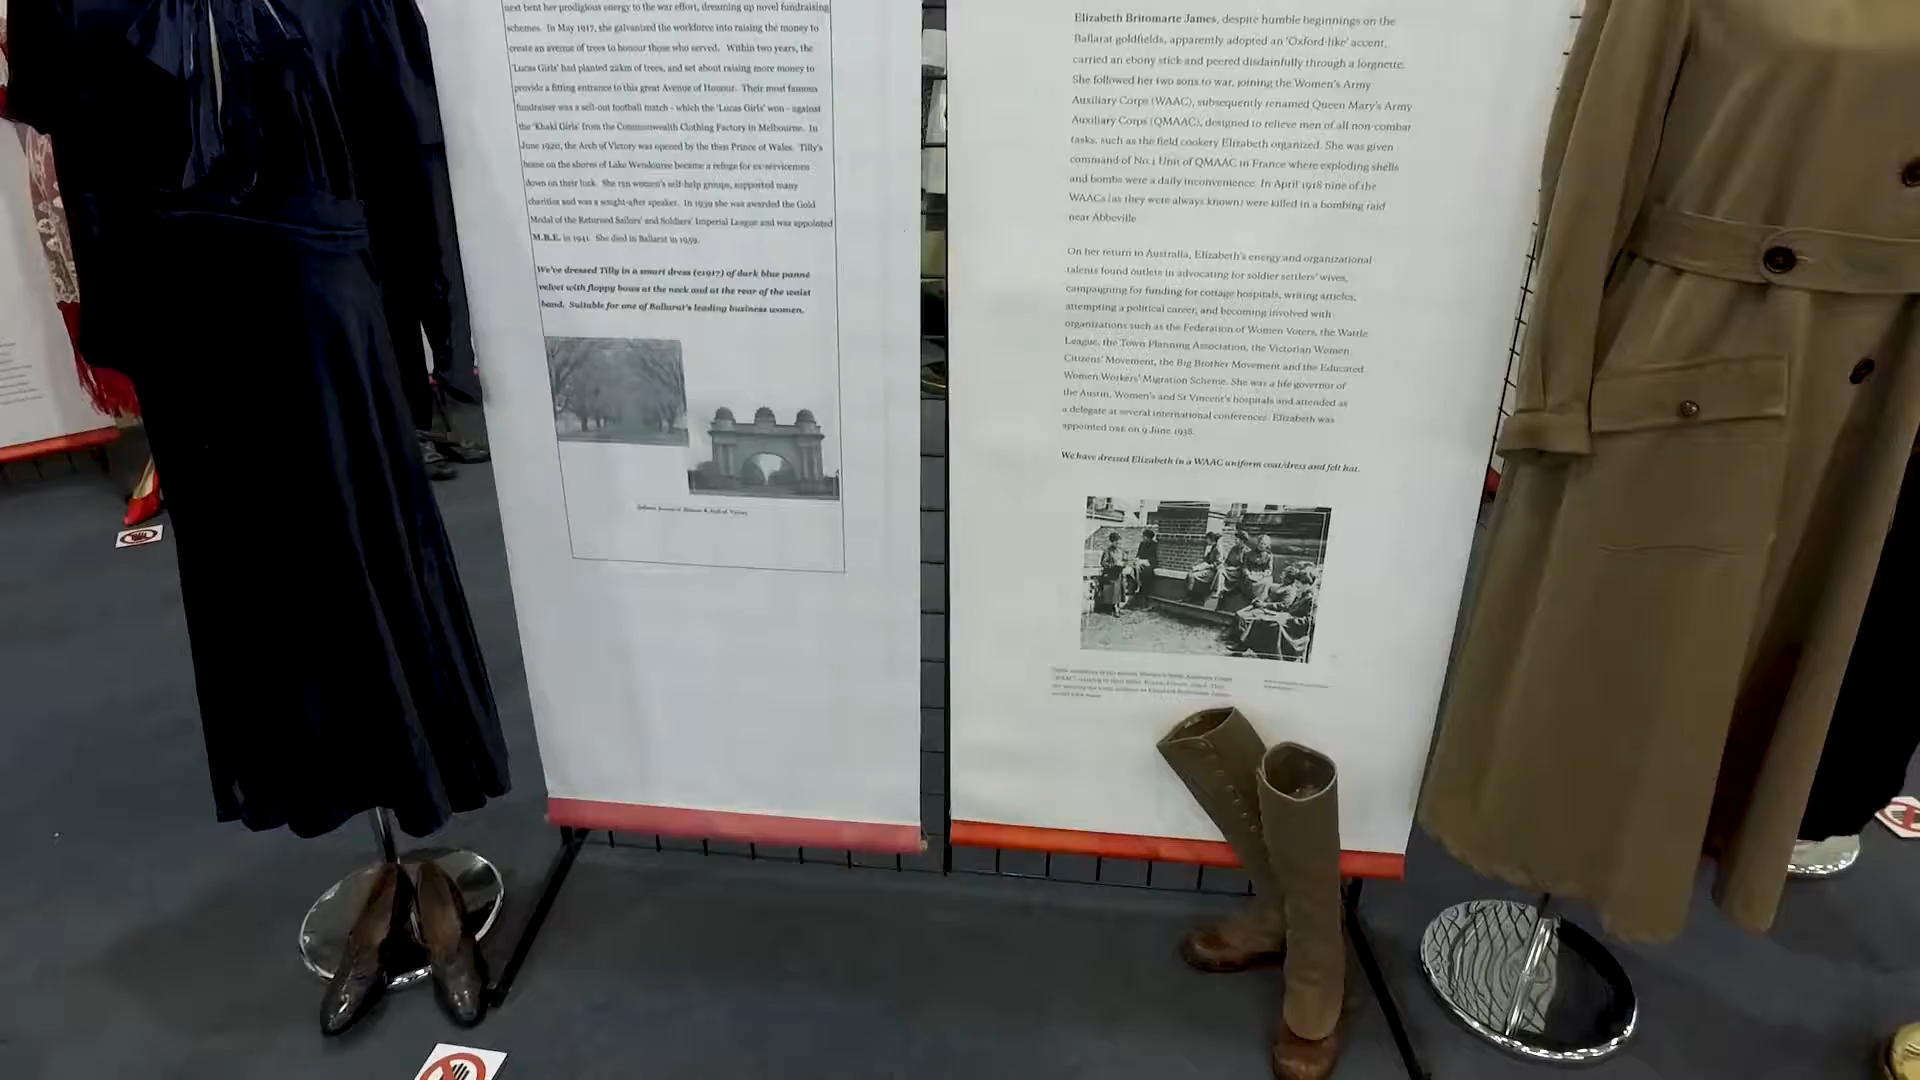 next bent her prodigious energy to the war effort, dreaming up novel fundraising
schemes. In May 1917, she galvanized the workforce into raising the money to
create an avenue of trees to honour those who served. Within two years, the
'Lucas Girls' had planted 22km of trees, and set about raising more money to
provide a fitting entrance to this great Avenue of Honour. Their most famous
fundraiser was a sell-out football match - which the 'Lucas Girls' won - against
the 'Khaki Girls' from the Commonwealth Clothing Factory in Melbourne. In
June 1920, the Arch of Victory was opened by the then Prince of Wales. Tilly's
home on the shores of Lake Wendouree became a refuge for ex-servicemen
down on their luck. She ran women's self-help groups, supported many
charities and was a sought-after speaker. In 1939 she was awarded the Gold
Medal of the Returned Sailors' and Soldiers' Imperial League and was appointed
M.B.E. in 1941. She died in Ballarat in 1959.
We've dressed Tilly in a smart dress (c1917) of dark blue panne
velvet with floppy bows at the neck and at the rear of the waist
band. Suitable for one of Ballarat's leading business women.
Elizabeth Britomarte James, despite humble beginnings on the
Ballarat goldfields, apparently adopted an 'Oxford-like' accent,
carried an ebony stick and peered disdainfully through a lorgnette.
She followed her two sons to war, joining the Women's Army
Auxiliary Corps (WAAC), subsequently renamed Queen Mary's Army
Auxiliary Corps (QMAAC), designed to relieve men of all non-combat
tasks, such as the field cookery Elizabeth organized. She was given
command of No.1 Unit of QMAAC in France where exploding shells
and bombs were a daily inconvenience. In April 1918 nine of the
WAACs (as they were always known) were killed in a bombing raid
near Abbeville.
On her return to Australia, Elizabeth's energy and organizational
talents found outlets in advocating for soldier settlers' wives,
campaigning for funding for cottage hospitals, writing articles,
attempting a political career, and becoming involved with
organizations such as the Federation of Women Voters, the Wattle
League, the Town Planning Association, the Victorian Women
Citizens' Movement, the Big Brother Movement and the Educated
Women Workers' Migration Scheme. She was a life governor of
the Austin, Women's and St Vincent's hospitals and attended as
a delegate at several international conferences. Elizabeth was
appointed OBE on 9 June 1938.
We have dressed Elizabeth in a WAAC uniform coat/dress and felt hat.